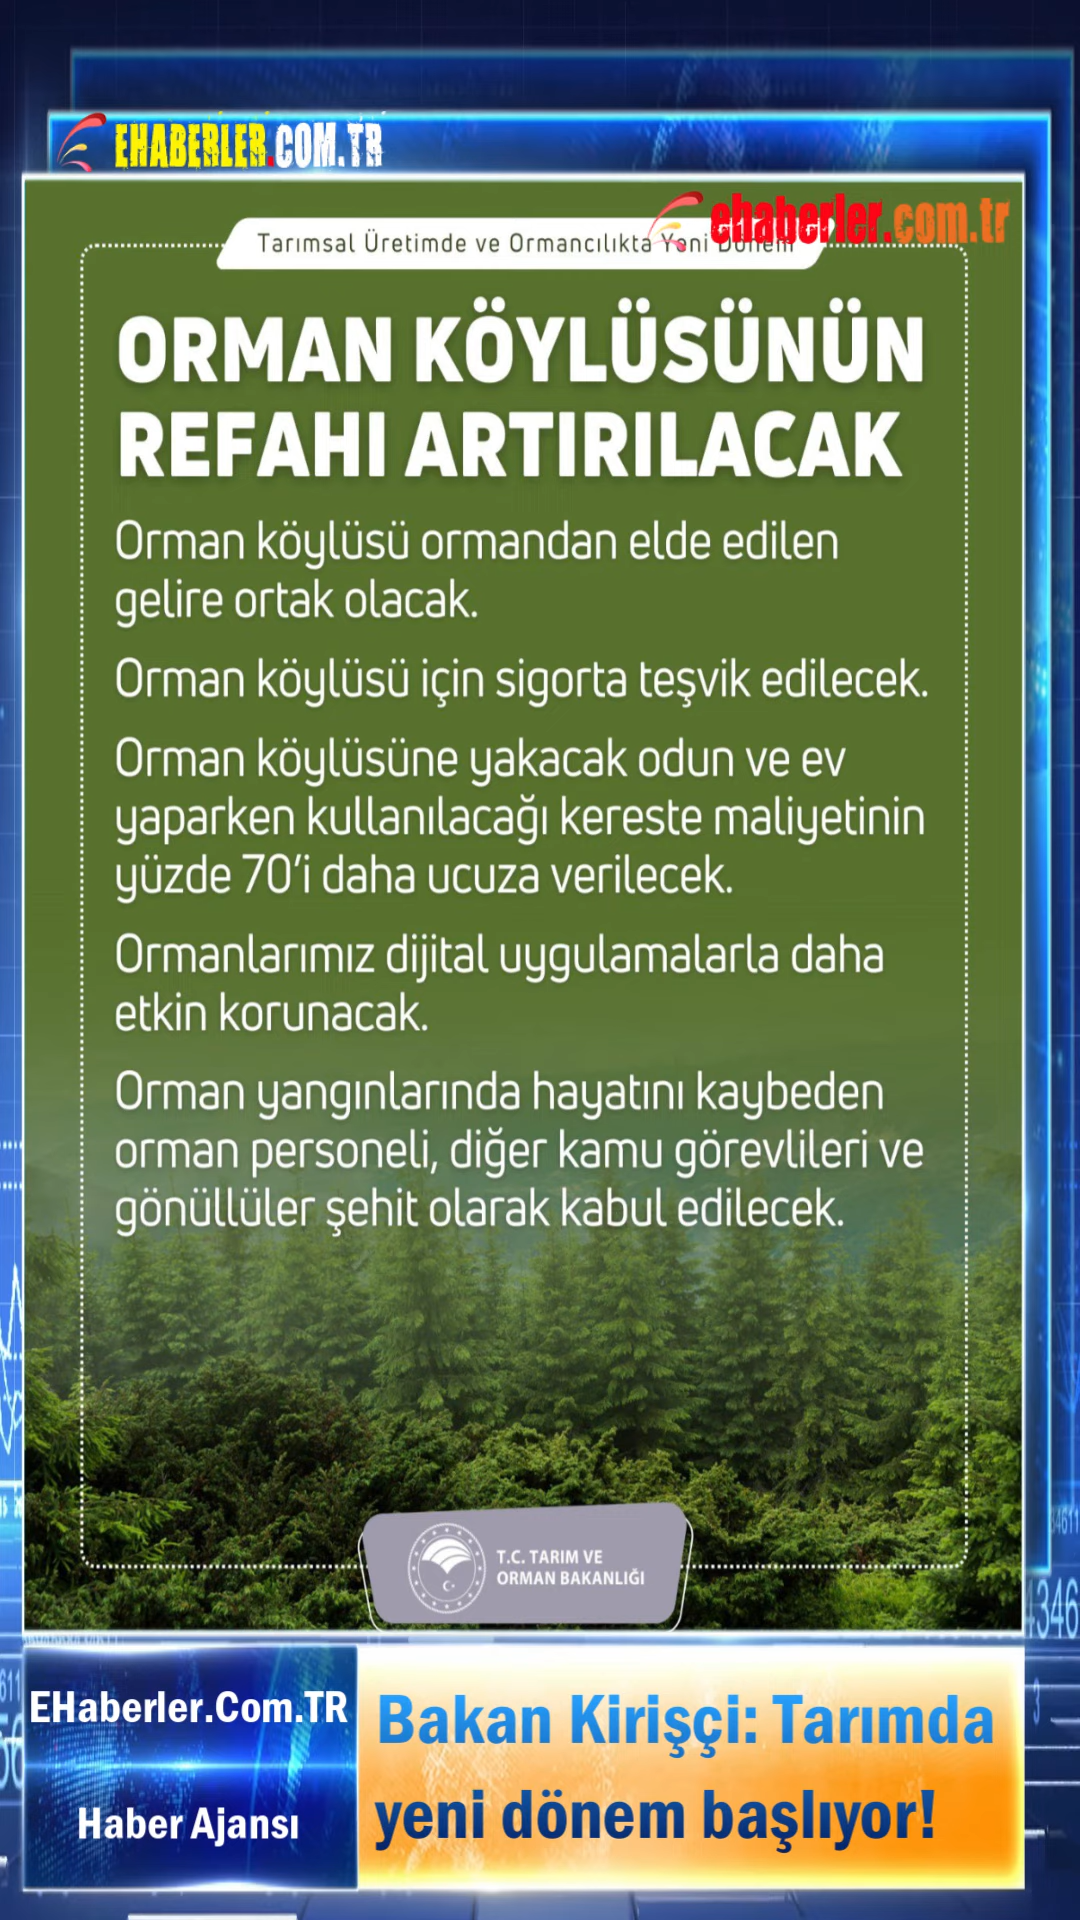 EHABERLER.COM.TR
ehaberler.com.tr
Tarımsal Üretimde ve Ormancılıkta Yeni Dönem
ORMAN KÖYLÜSÜNÜN
REFAHI ARTIRILACAK
Orman köylüsü ormandan elde edilen
gelire ortak olacak.
Orman köylüsü için sigorta teşvik edilecek.
Orman köylüsüne yakacak odun ve ev
yaparken kullanılacağı kereste maliyetinin
yüzde 70'i daha ucuza verilecek.
Ormanlarımız dijital uygulamalarla daha
etkin korunacak.
Orman yangınlarında hayatını kaybeden
orman personeli, diğer kamu görevlileri ve
gönüllüler şehit olarak kabul edilecek.
T.C. TARIM VE
ORMAN BAKANLIĞI
EHaberler.Com.TR
Haber Ajansı
Bakan Kirişçi: Tarımda
yeni dönem başlıyor!